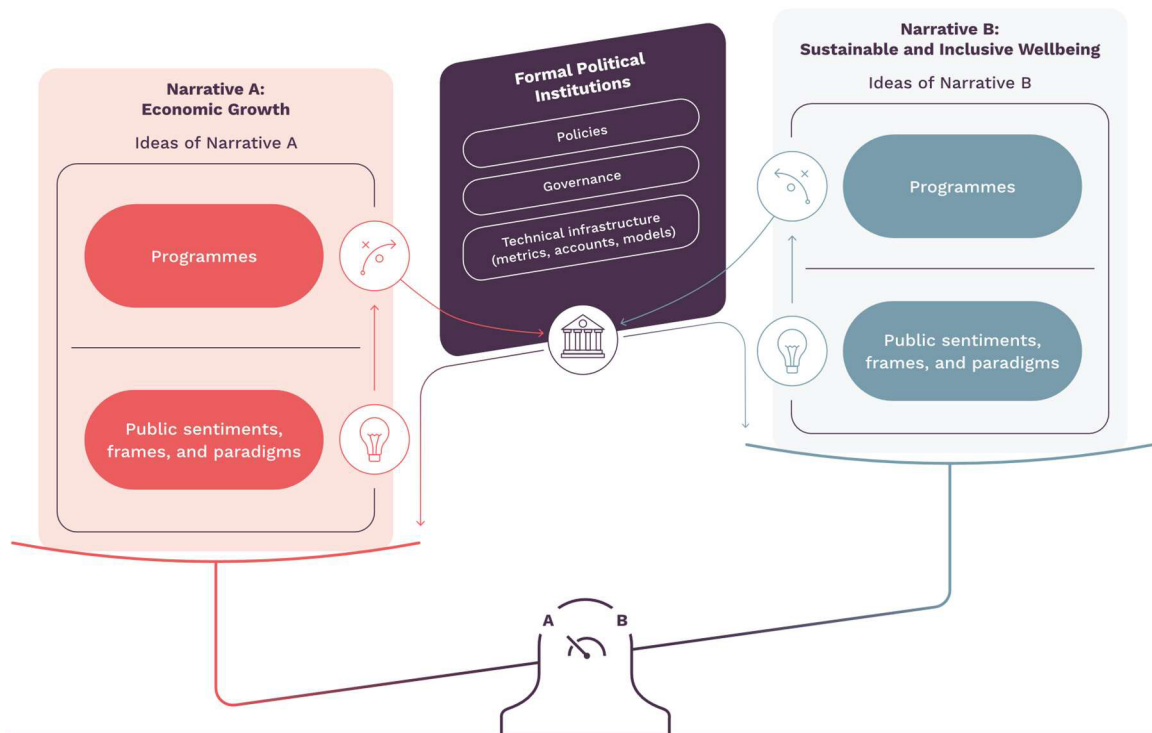 Narrative A:
Economic Growth
Ideas of Narrative A
Programmes
Public sentiments,
frames, and paradigms
Formal Political
Institutions
Policies
Governance
Technical infrastructure
(metrics, accounts, models)
Narrative B:
Sustainable and Inclusive Wellbeing
Ideas of Narrative B
Programmes
Public sentiments,
frames, and paradigms
A
B